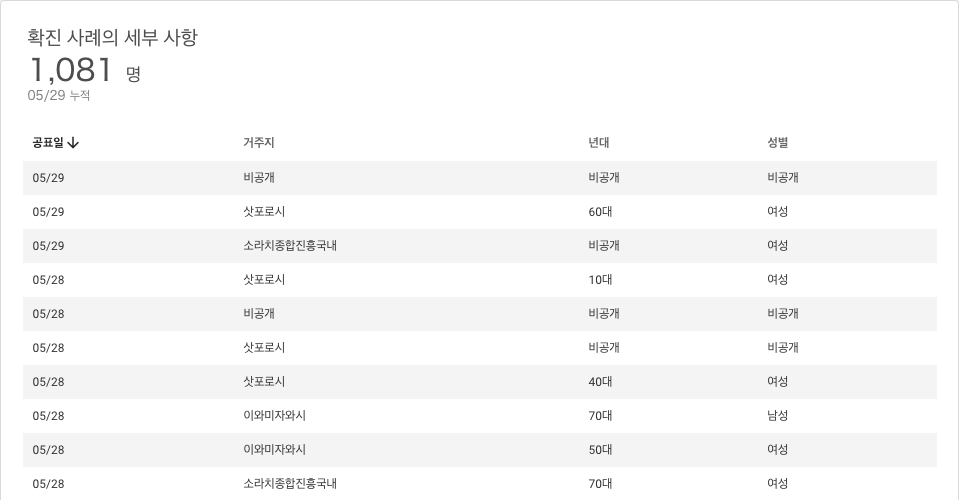 확진 사례의 세부 사항
1,081 명
05/29 누적
공표일 거주지 년대 성별
05/29 비공개 비공개 비공개
05/29 삿포로시 60대 여성
05/29 소라치종합진흥국내 비공개 여성
05/28 삿포로시 10대 여성
05/28 비공개 비공개 비공개
05/28 삿포로시 비공개 비공개
05/28 삿포로시 40대 여성
05/28 이와미자와시 70대 남성
05/28 이와미자와시 50대 여성
05/28 소라치종합진흥국내 70대 여성